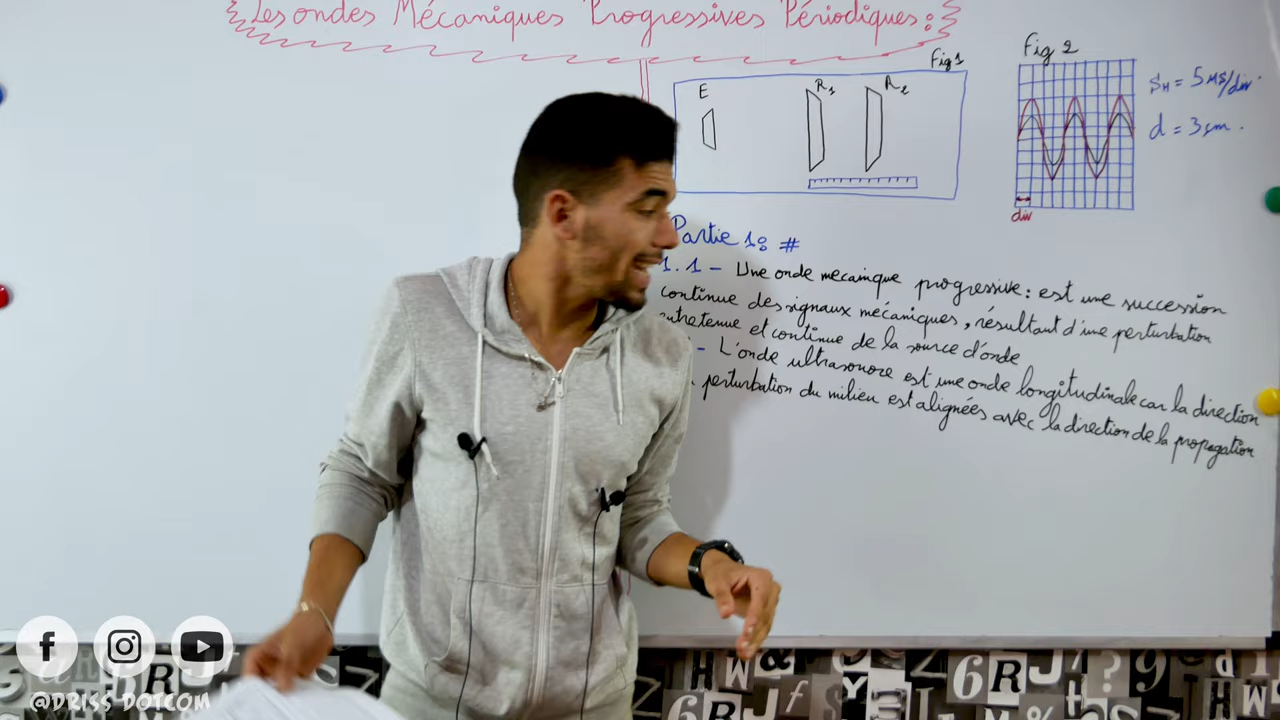 Les ondes Mécaniques Progressives Périodiques :
Fig 1
E R1 R2
Fig 2
SH = 5 MS/div
d = 3 cm.
div
Partie 1: #
1.1 - Une onde mecanique progressive : est une succession
continue des signaux mécaniques, résultant d'une perturbation
entretenue et continue de la source d'onde
- L'onde ultrasonore est une onde longitudinale car la direction
perturbation du milieu est alignées avec la direction de la propagation
@DRISS DOTCOM